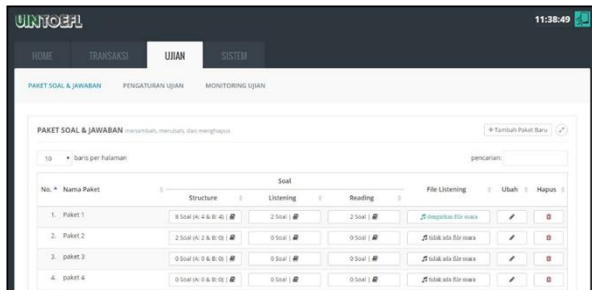 UINTOEFL 11:38:49
HOME TRANSAKSI UJIAN SISTEM
PAKET SOAL & JAWABAN PENGATURAN UJIAN MONITORING UJIAN
PAKET SOAL & JAWABAN menambah, merubah, dan menghapus + Tambah Paket Baru
10 baris per halaman pencarian:
No. Nama Paket Soal File Listening Ubah Hapus
Structure Listening Reading
1. Paket 1 8 Soal (A: 4 & B: 4) | 2 Soal | 2 Soal | dengarkan file suara
2. Paket 2 2 Soal (A: 2 & B: 0) | 0 Soal | 0 Soal | tidak ada file suara
3. paket 3 0 Soal (A: 0 & B: 0) | 0 Soal | 0 Soal | tidak ada file suara
4. paket 4 0 Soal (A: 0 & B: 0) | 0 Soal | 0 Soal | tidak ada file suara